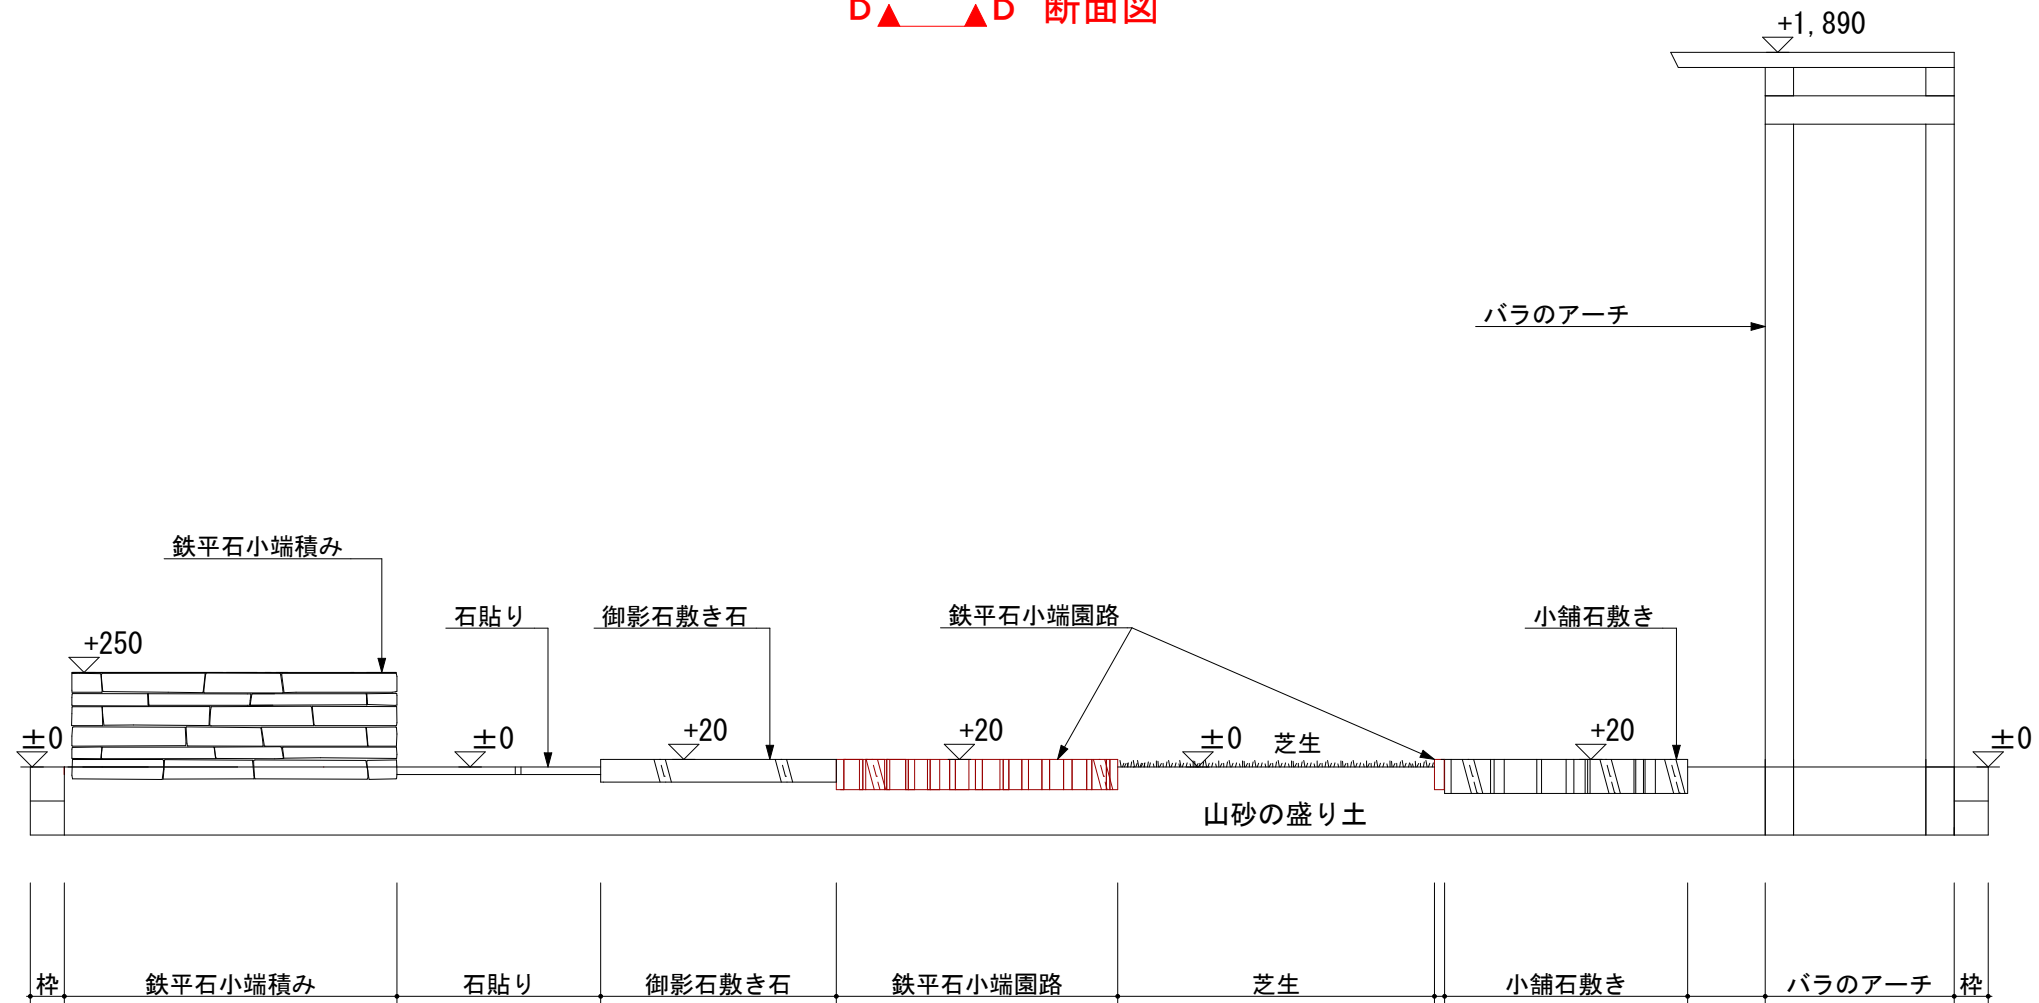 D D 断面図
+1,890
バラのアーチ
鉄平石小端積み
石貼り
御影石敷き石
鉄平石小端園路
小舗石敷き
+250
±0
±0
+20
+20
±0
芝生
+20
±0
山砂の盛り土
枠
鉄平石小端積み
石貼り
御影石敷き石
鉄平石小端園路
芝生
小舗石敷き
バラのアーチ
枠